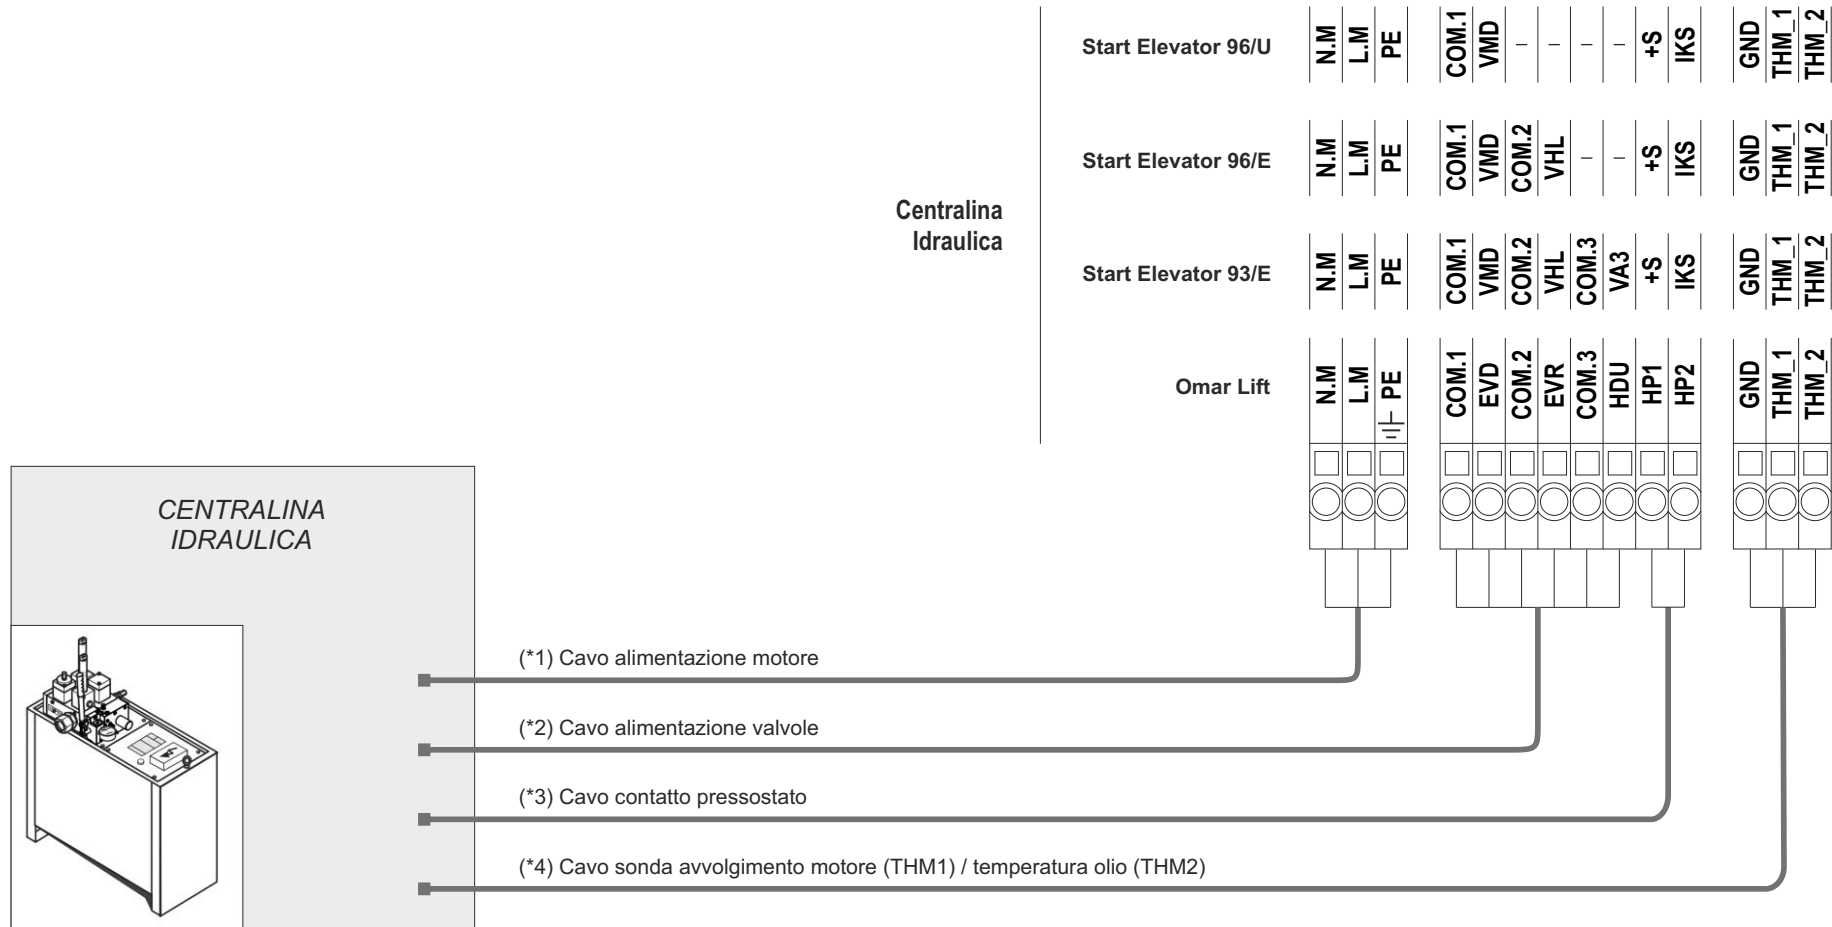 Start Elevator 96/U N.M L.M PE COM.1 VMD – – – – +S IKS GND THM_1 THM_2
Start Elevator 96/E N.M L.M PE COM.1 VMD COM.2 VHL – – +S IKS GND THM_1 THM_2
Centralina
Idraulica
Start Elevator 93/E N.M L.M PE COM.1 VMD COM.2 VHL COM.3 VA3 +S IKS GND THM_1 THM_2
Omar Lift N.M L.M PE COM.1 EVD COM.2 EVR COM.3 HDU HP1 HP2 GND THM_1 THM_2
CENTRALINA
IDRAULICA
(*1) Cavo alimentazione motore
(*2) Cavo alimentazione valvole
(*3) Cavo contatto pressostato
(*4) Cavo sonda avvolgimento motore (THM1) / temperatura olio (THM2)